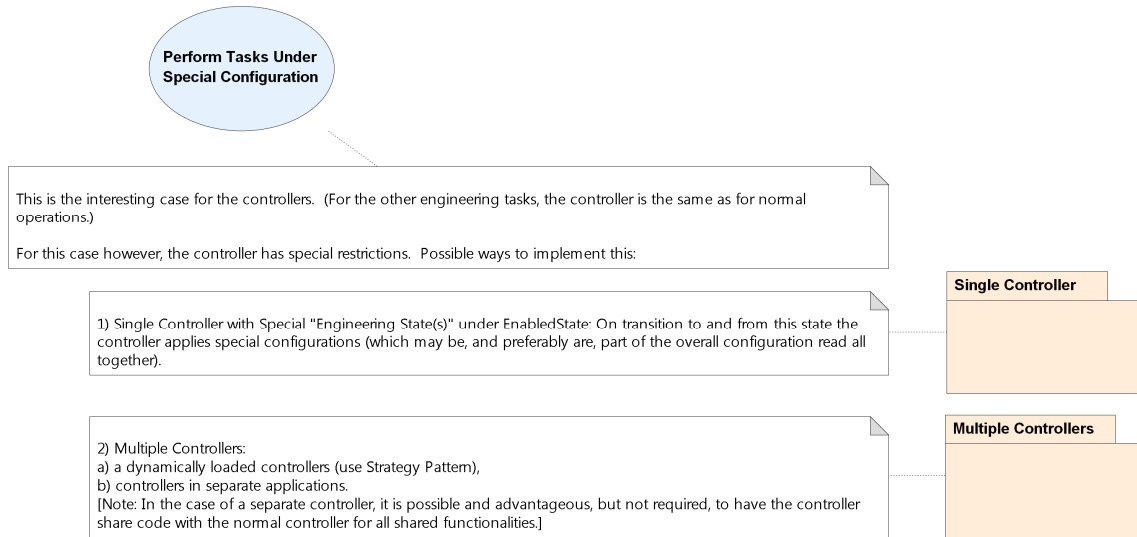 Perform Tasks Under
Special Configuration
This is the interesting case for the controllers.  (For the other engineering tasks, the controller is the same as for normal
operations.)
For this case however, the controller has special restrictions.  Possible ways to implement this:
Single Controller
1) Single Controller with Special "Engineering State(s)" under EnabledState: On transition to and from this state the
controller applies special configurations (which may be, and preferably are, part of the overall configuration read all
together).
Multiple Controllers
2) Multiple Controllers:
a) a dynamically loaded controllers (use Strategy Pattern),
b) controllers in separate applications.
[Note: In the case of a separate controller, it is possible and advantageous, but not required, to have the controller
share code with the normal controller for all shared functionalities.]